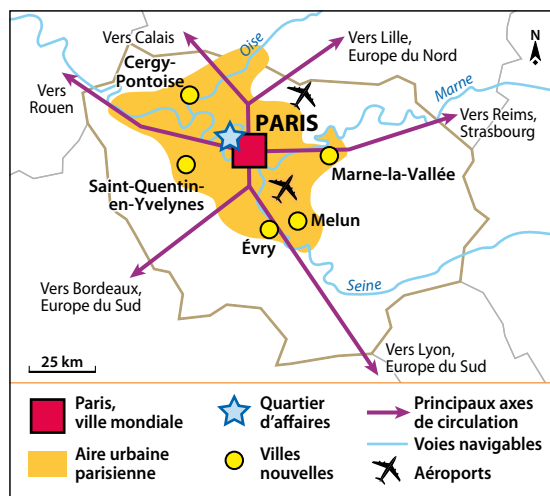 Vers Calais
Oise
Vers Lille,
Europe du Nord
N
Cergy-
Pontoise
Vers
Rouen
Marne
PARIS
Vers Reims,
Strasbourg
Marne-la-Vallée
Saint-Quentin-
en-Yvelynes
Melun
Évry
Seine
Vers Bordeaux,
Europe du Sud
Vers Lyon,
Europe du Sud
25 km
Paris,
ville mondiale
Quartier
d'affaires
Principaux axes
de circulation
Voies navigables
Aire urbaine
parisienne
Villes
nouvelles
Aéroports